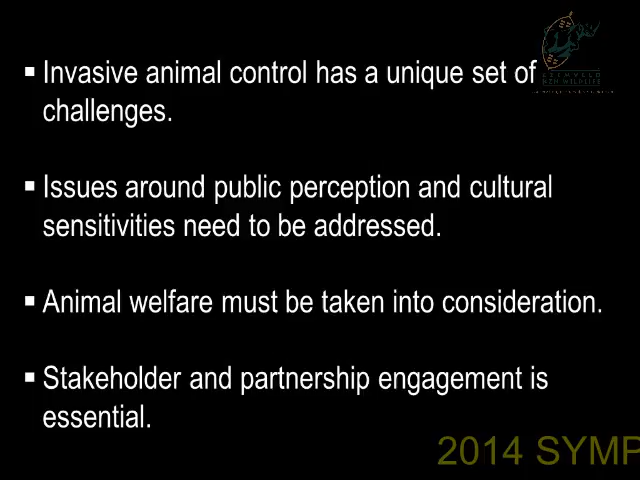 ▪ Invasive animal control has a unique set of
challenges.
▪ Issues around public perception and cultural
sensitivities need to be addressed.
▪ Animal welfare must be taken into consideration.
▪ Stakeholder and partnership engagement is
essential.
2014 SYMP